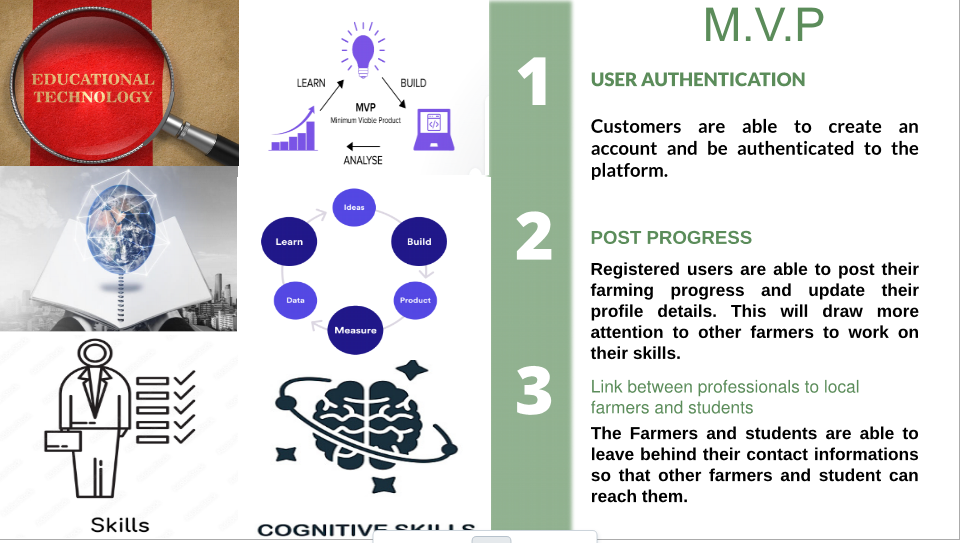 EDUCATIONAL
TECHNOLOGY
LEARN
BUILD
MVP
Minimum Viable Product
ANALYSE
Ideas
Learn
Build
Data
Product
Measure
Skills
COGNITIVE SKILLS
M.V.P
1
USER AUTHENTICATION
Customers are able to create an
account and be authenticated to the
platform.
2
POST PROGRESS
Registered users are able to post their
farming progress and update their
profile details. This will draw more
attention to other farmers to work on
their skills.
3
Link between professionals to local
farmers and students
The Farmers and students are able to
leave behind their contact informations
so that other farmers and student can
reach them.